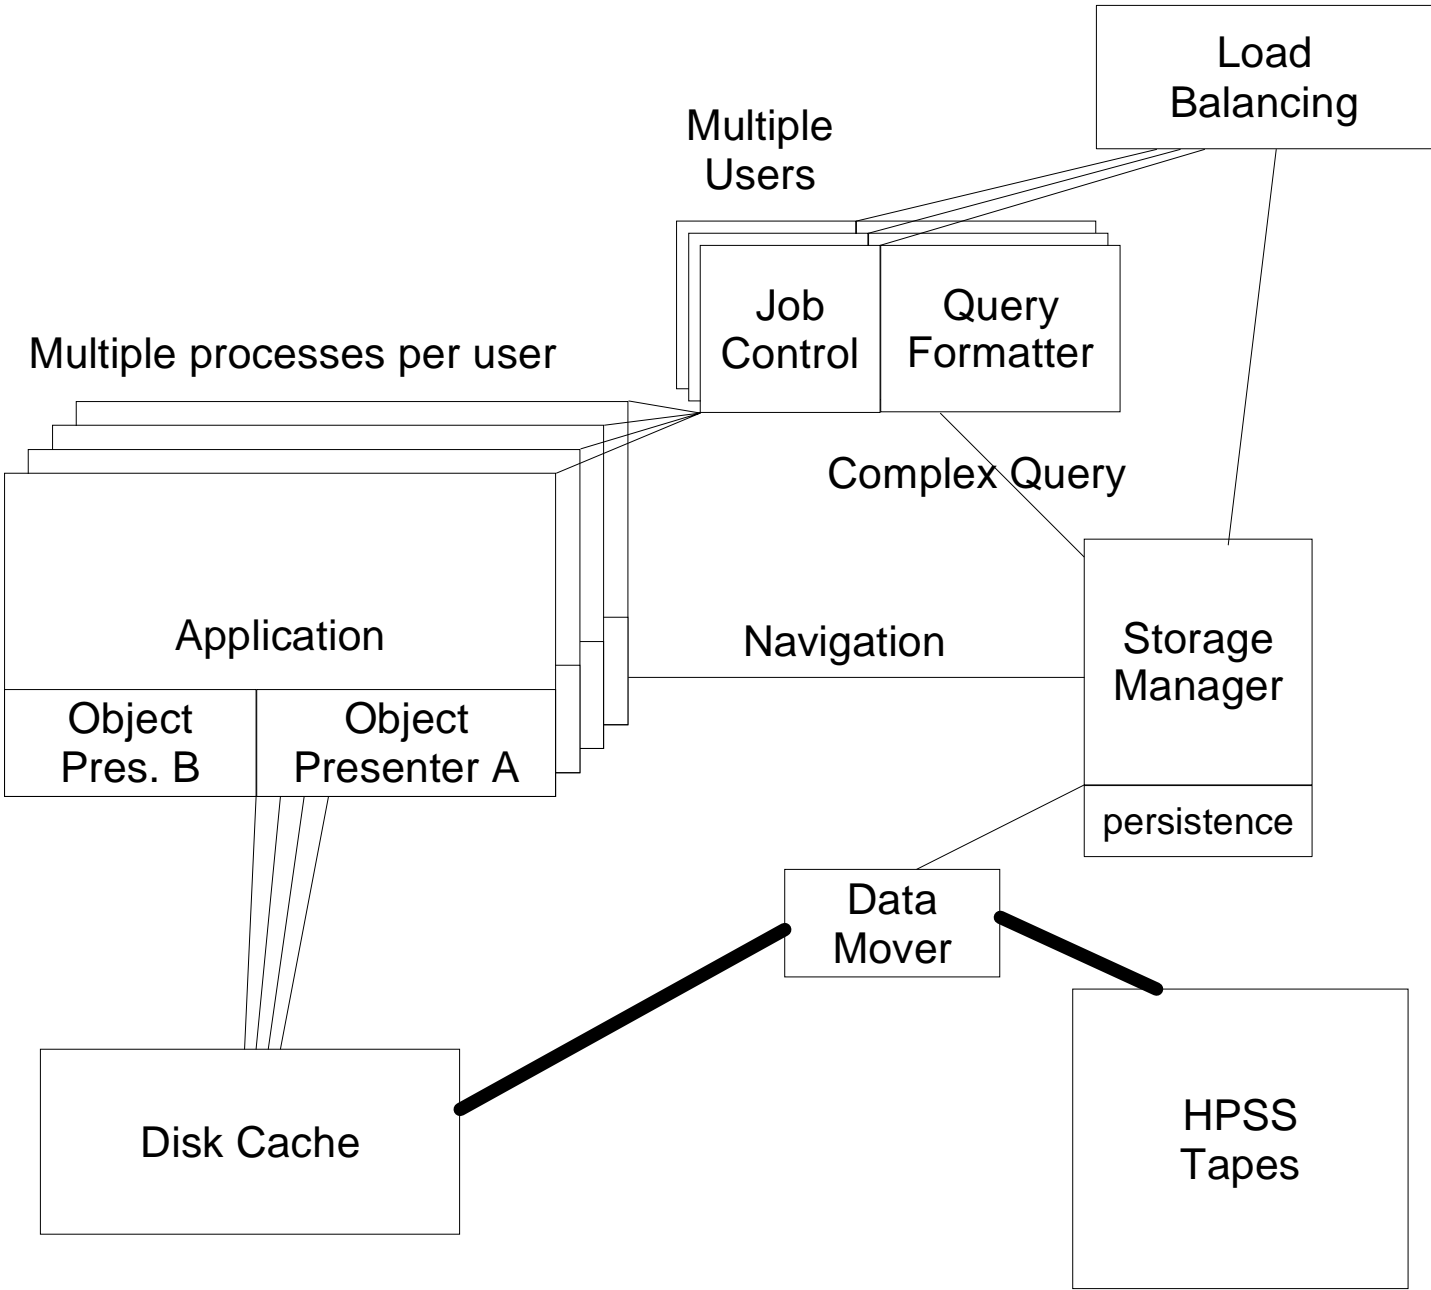 Load
Balancing
Multiple
Users
Job
Control
Query
Formatter
Multiple processes per user
Complex Query
Application
Navigation
Storage
Manager
Object
Pres. B
Object
Presenter A
persistence
Data
Mover
Disk Cache
HPSS
Tapes